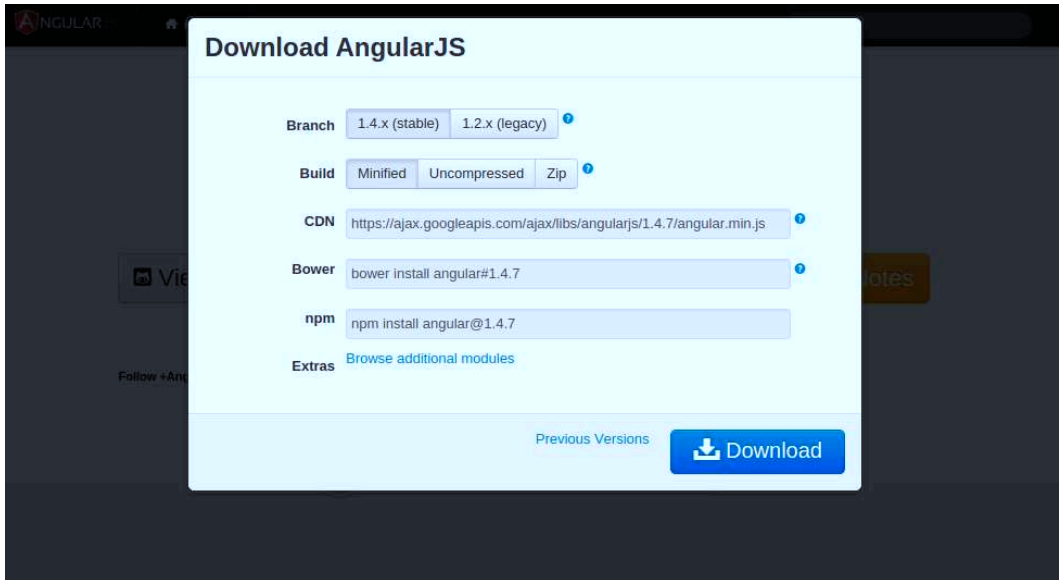 ANGULAR
Download AngularJS
Branch 1.4.x (stable) 1.2.x (legacy) ?
Build Minified Uncompressed Zip ?
CDN https://ajax.googleapis.com/ajax/libs/angularjs/1.4.7/angular.min.js ?
Bower bower install angular#1.4.7 ?
Vie otes
npm npm install angular@1.4.7
Extras Browse additional modules
Follow +Ang
Previous Versions Download